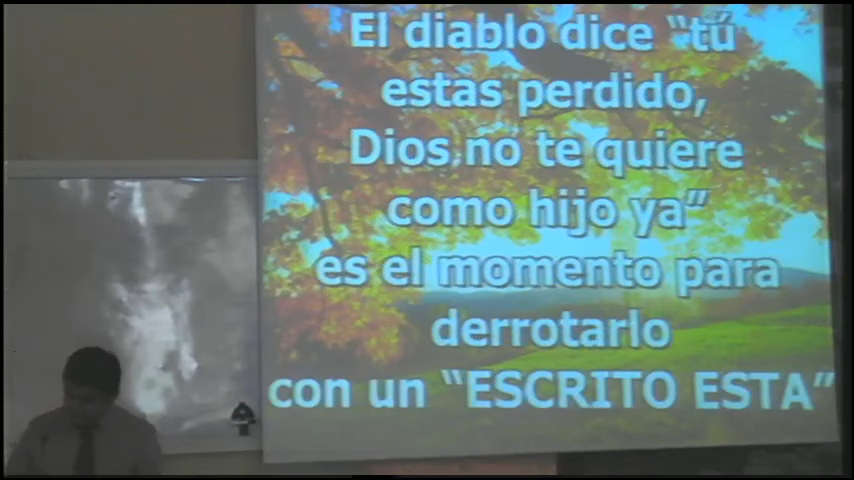 El diablo dice “tú
estas perdido,
Dios no te quiere
como hijo ya”
es el momento para
derrotarlo
con un “ESCRITO ESTA”